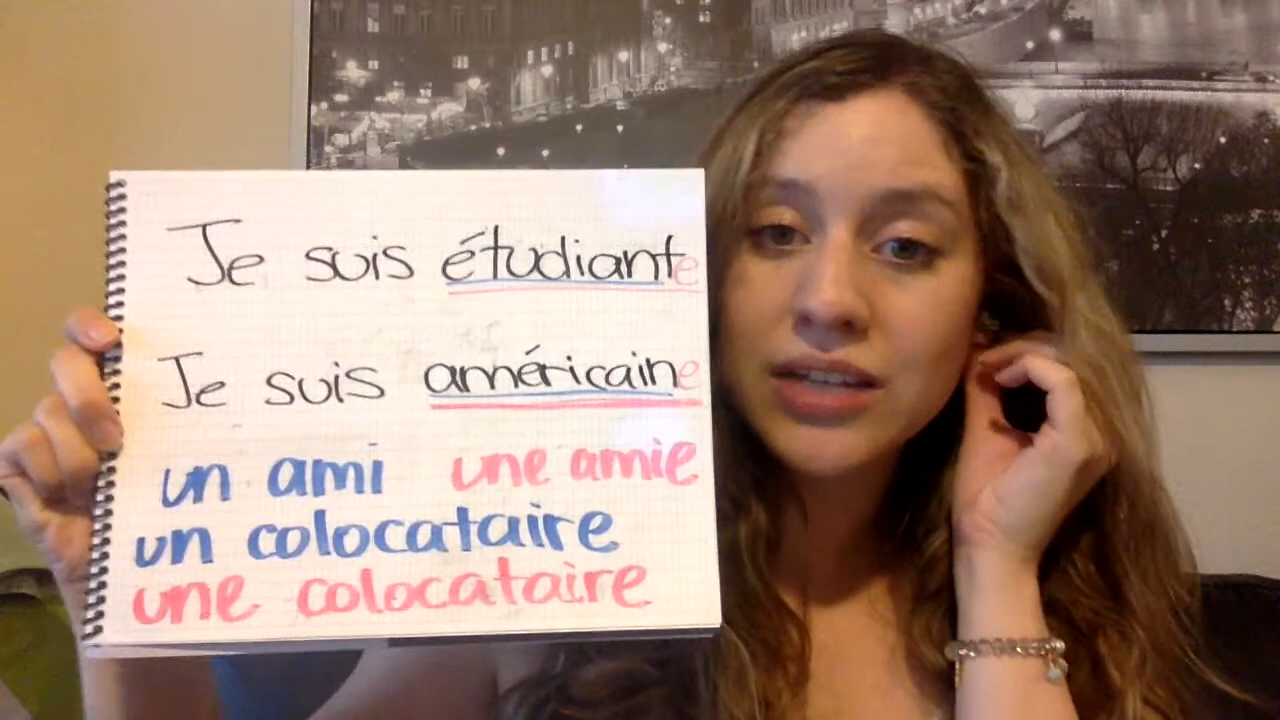 Je suis étudiante
Je suis américaine
un ami une amie
un colocataire
une colocataire